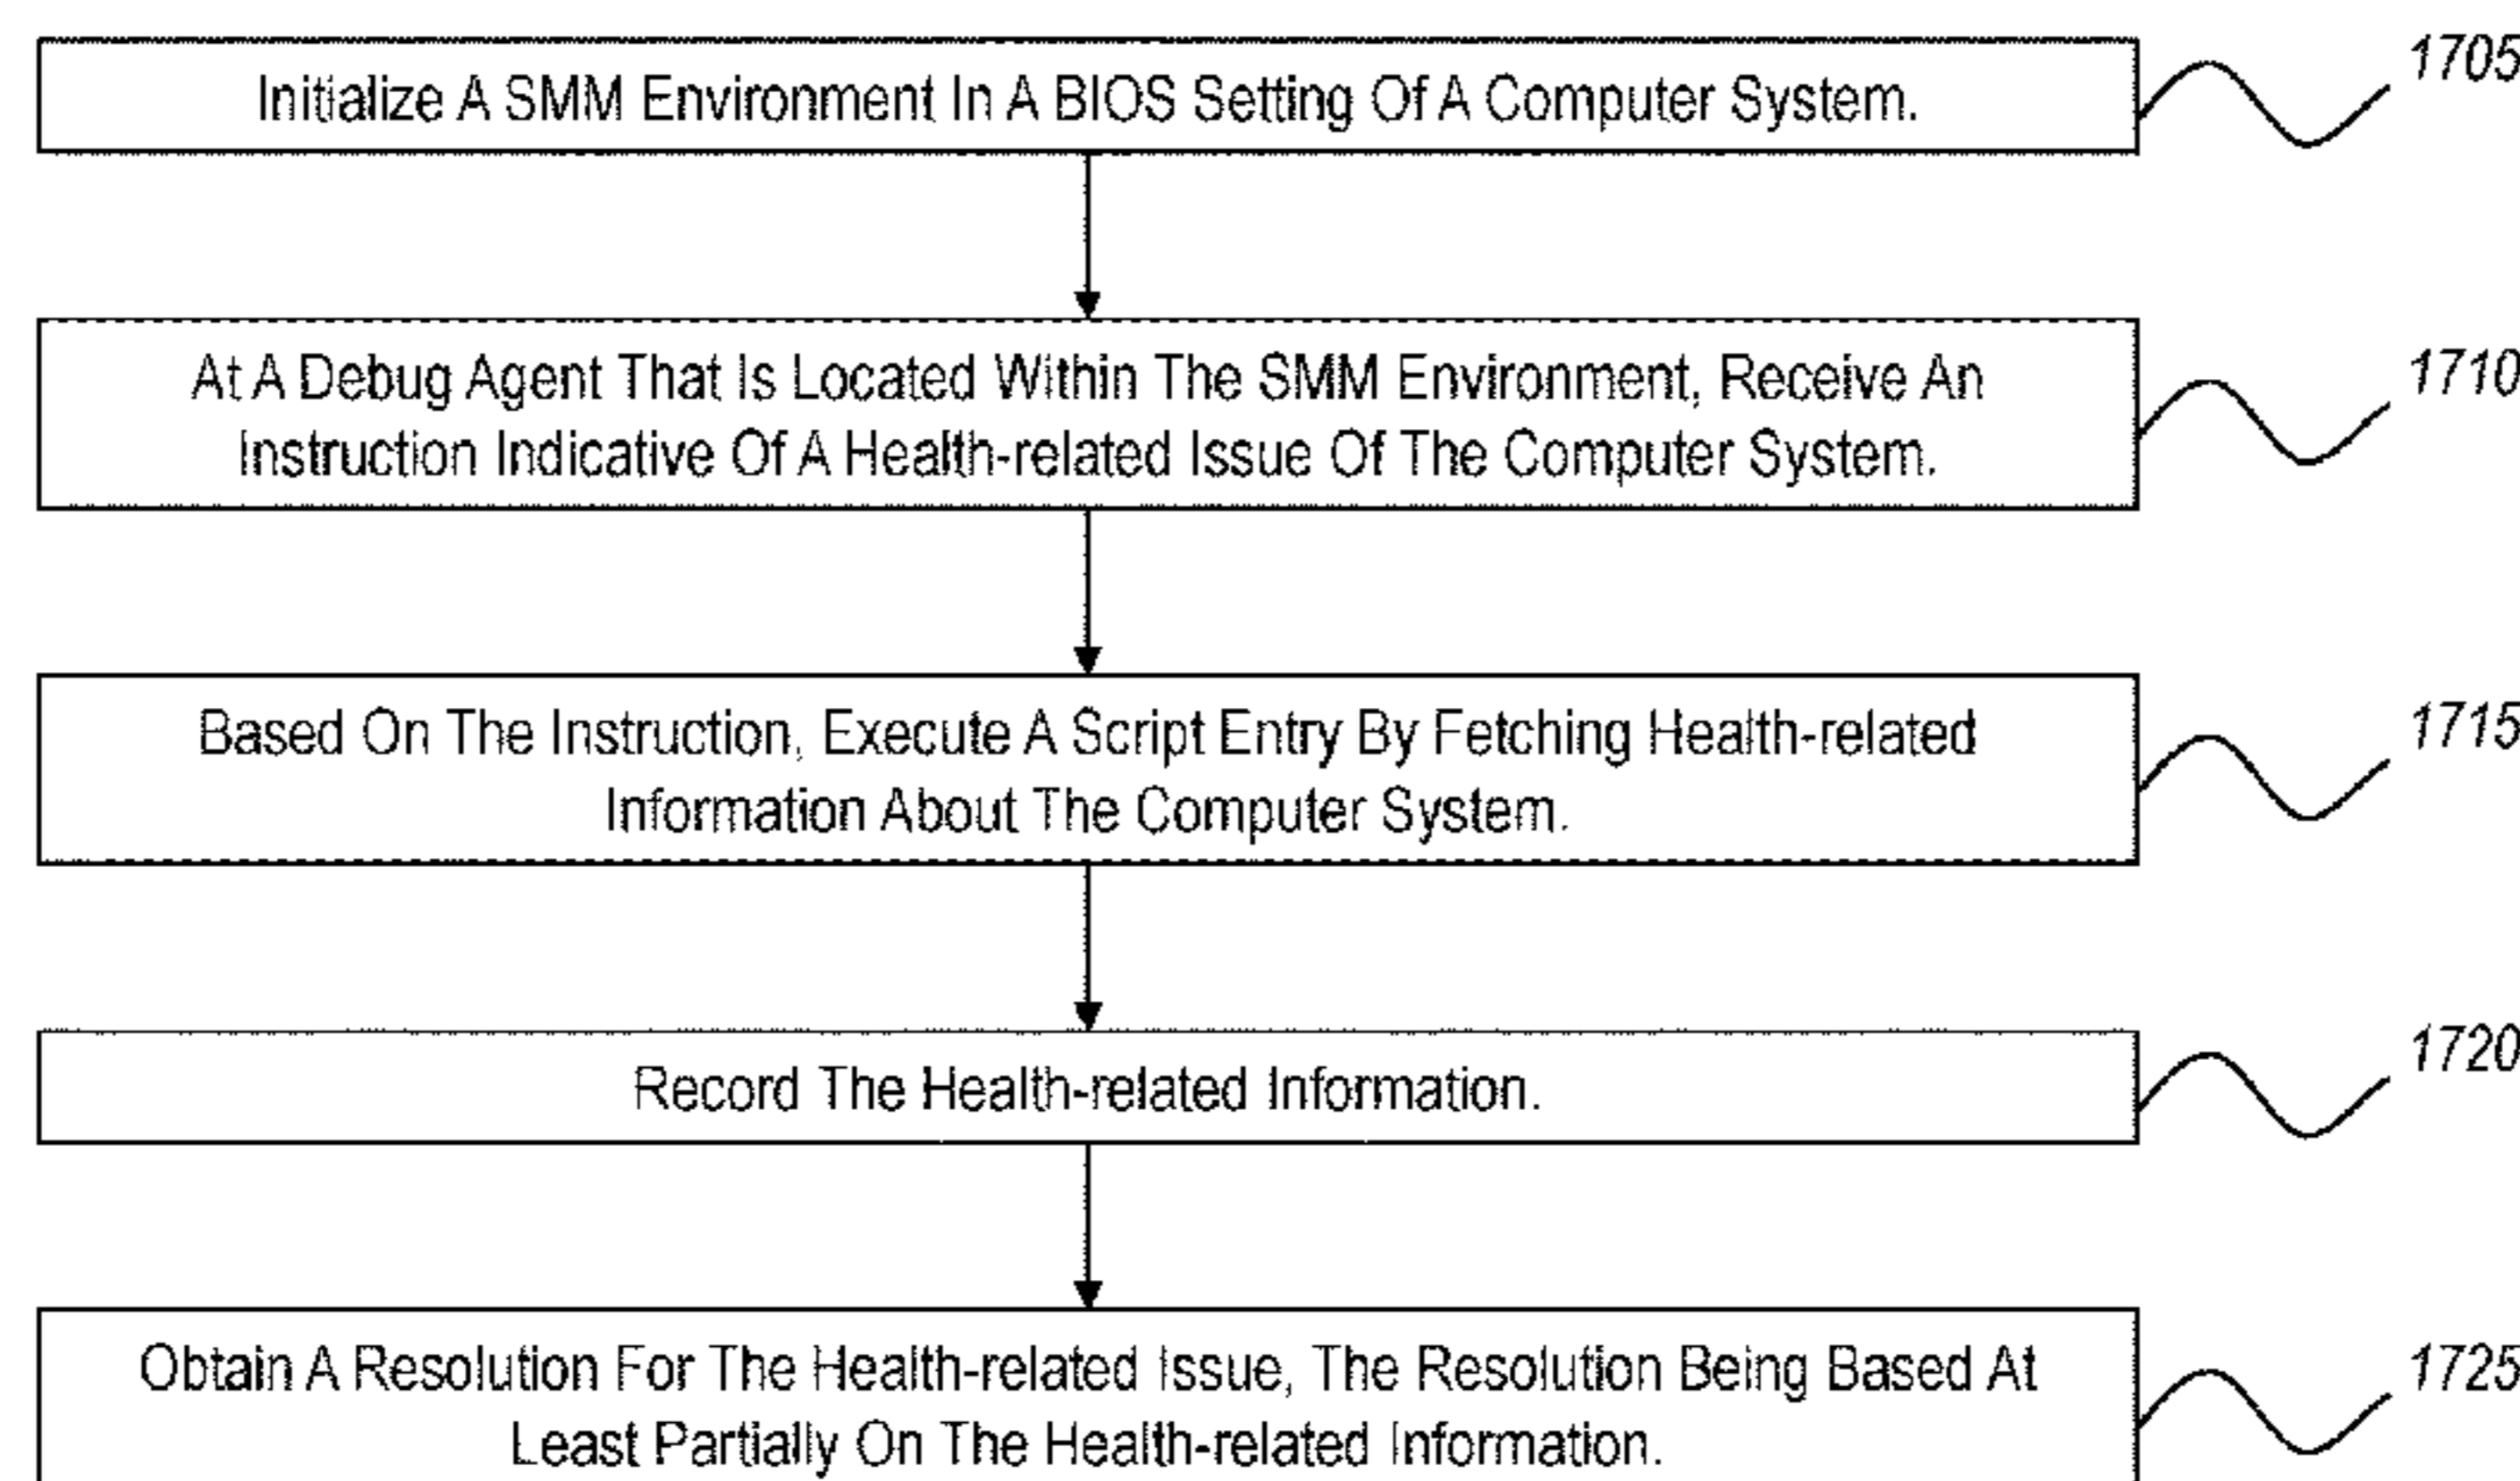 Initialize A SMM Environment In A BIOS Setting Of A Computer System.
1705
At A Debug Agent That Is Located Within The SMM Environment, Receive An
Instruction Indicative Of A Health-related Issue Of The Computer System.
1710
Based On The Instruction, Execute A Script Entry By Fetching Health-related
Information About The Computer System.
1715
Record The Health-related Information.
1720
Obtain A Resolution For The Health-related Issue, The Resolution Being Based At
Least Partially On The Health-related Information.
1725